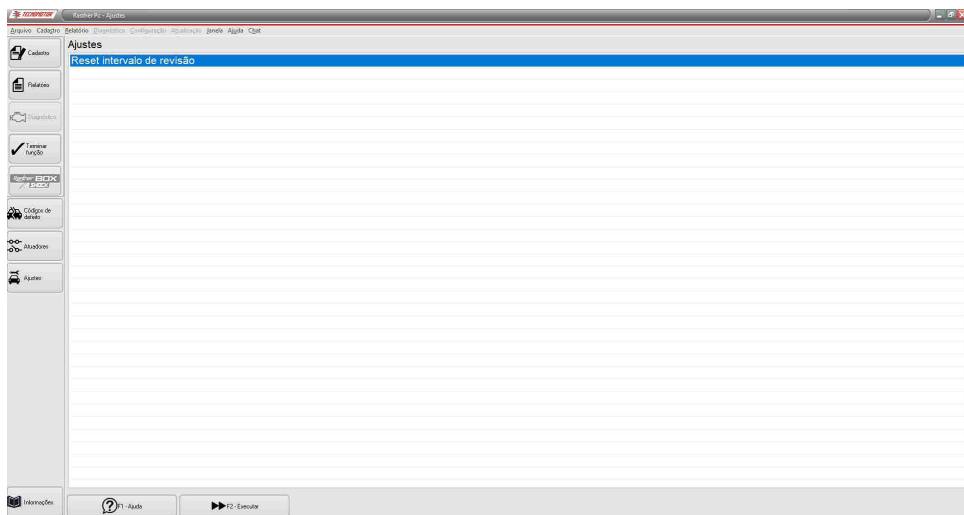 TECNOMOTOR
Rasther Pc - Ajustes
Arquivo Cadastro Relatório Diagnóstico Configuração Atualização Janela Ajuda Chat
Ajustes
Cadastro
Reset intervalo de revisão
Relatório
Diagnóstico
Terminar
função
Rasther BOX
Códigos de
defeito
Atuadores
Ajustes
Informações
F1 - Ajuda
F2 - Executar